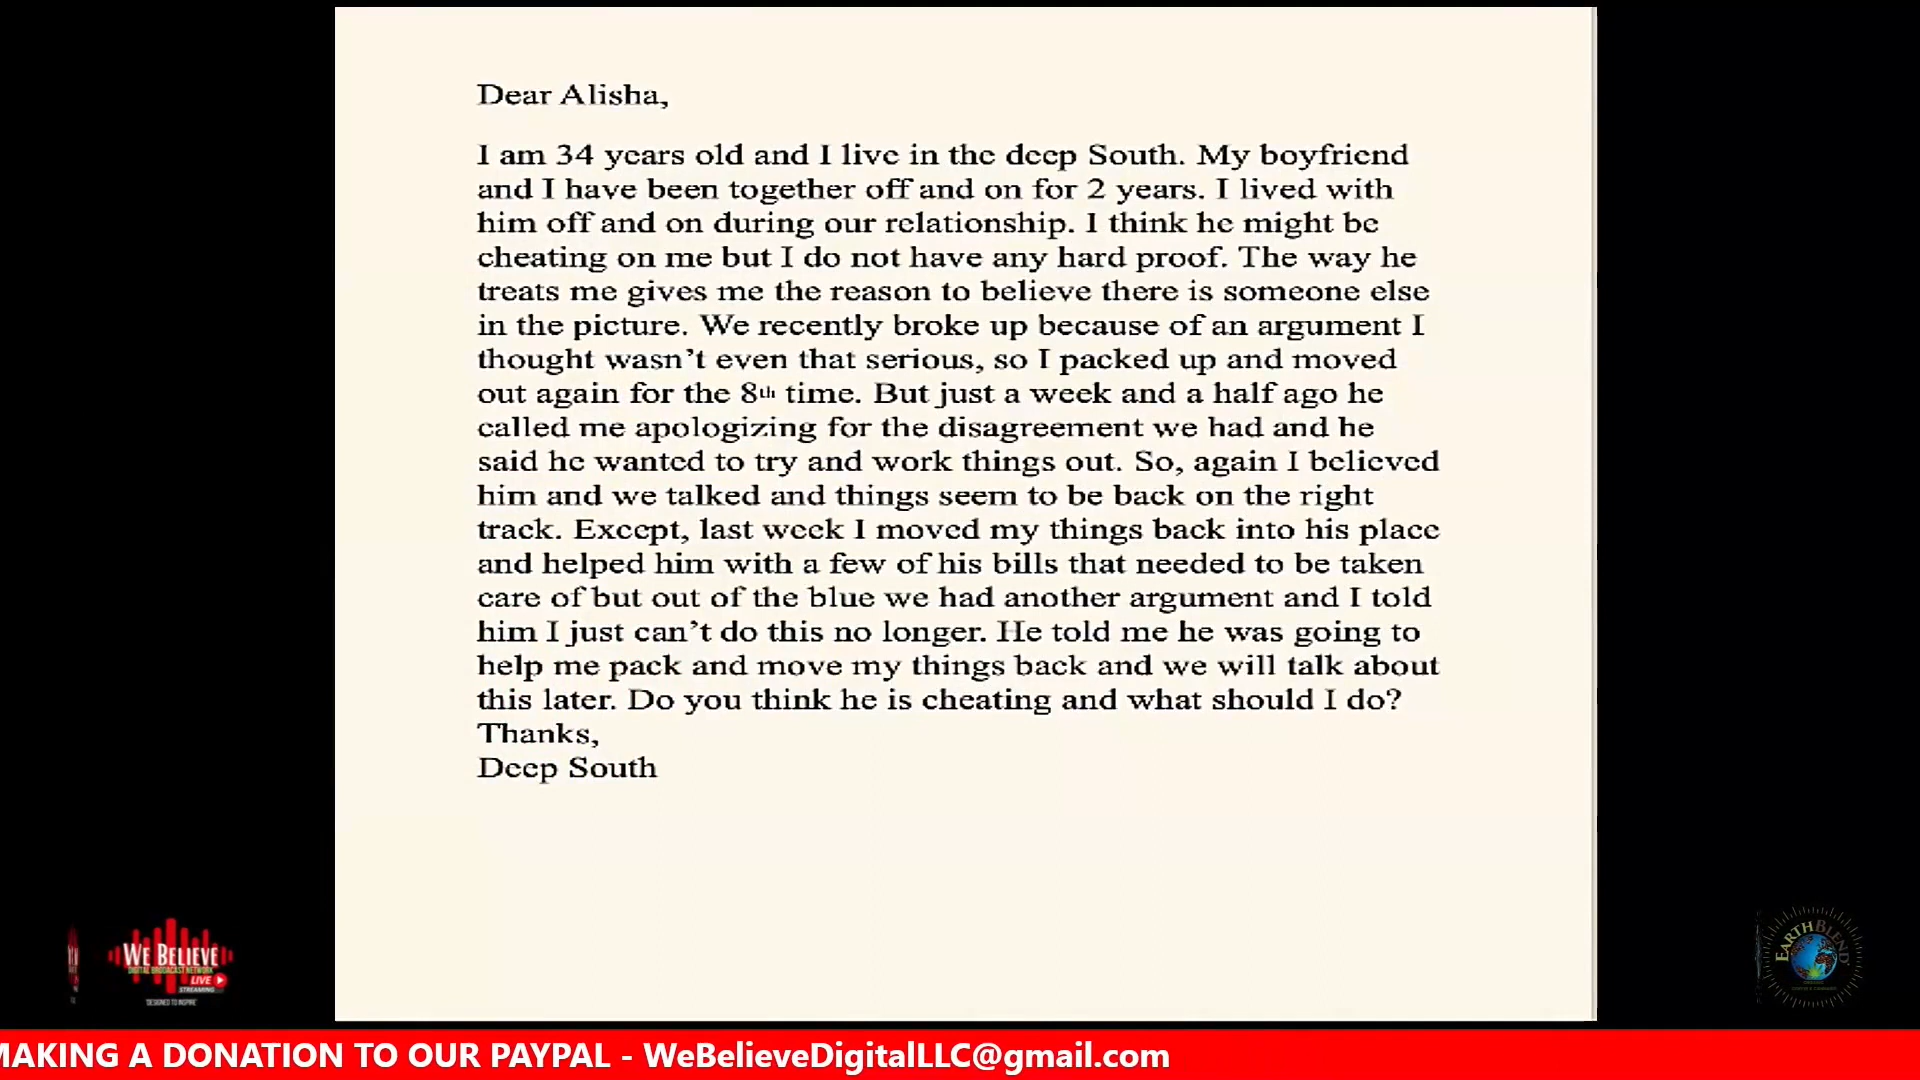 Dear Alisha,
I am 34 years old and I live in the deep South. My boyfriend
and I have been together off and on for 2 years. I lived with
him off and on during our relationship. I think he might be
cheating on me but I do not have any hard proof. The way he
treats me gives me the reason to believe there is someone else
in the picture. We recently broke up because of an argument I
thought wasn't even that serious, so I packed up and moved
out again for the 8th time. But just a week and a half ago he
called me apologizing for the disagreement we had and he
said he wanted to try and work things out. So, again I believed
him and we talked and things seem to be back on the right
track. Except, last week I moved my things back into his place
and helped him with a few of his bills that needed to be taken
care of but out of the blue we had another argument and I told
him I just can't do this no longer. He told me he was going to
help me pack and move my things back and we will talk about
this later. Do you think he is cheating and what should I do?
Thanks,
Deep South
WE BELIEVE
DIGITAL BROADCAST NETWORK
LIVE
STREAMING
"DESIGNED TO INSPIRE"
EARTHBLEND
MAKING A DONATION TO OUR PAYPAL - WeBelieveDigitalLLC@gmail.com